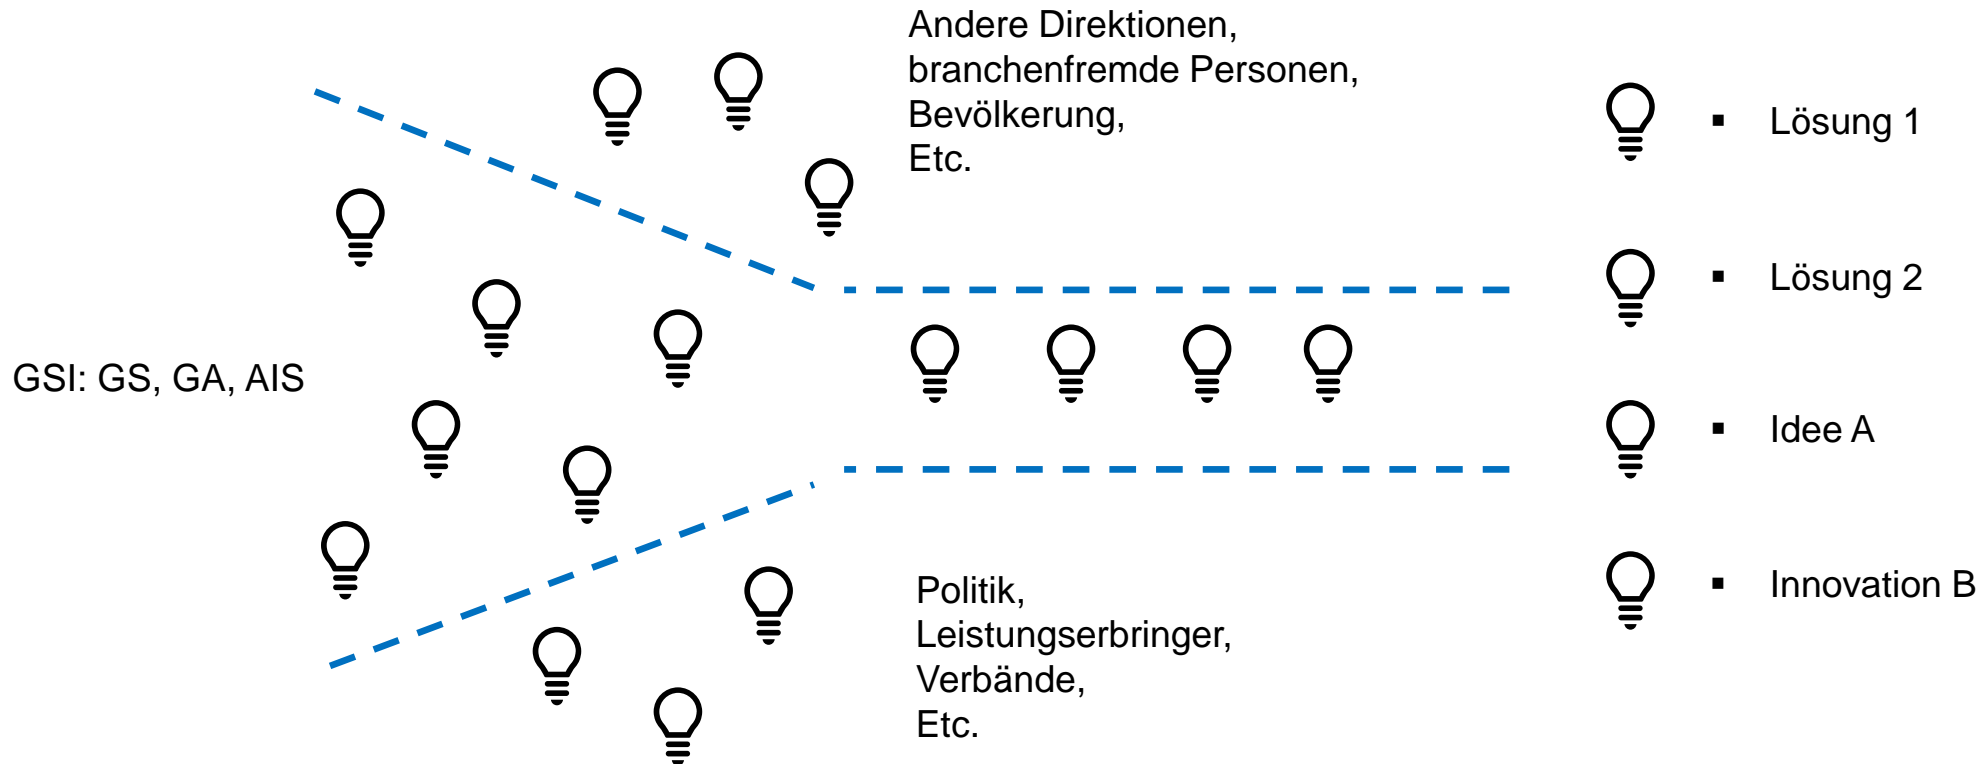 GSI: GS, GA, AIS
Andere Direktionen,
branchenfremde Personen,
Bevölkerung,
Etc.
Politik,
Leistungserbringer,
Verbände,
Etc.
▪ Lösung 1
▪ Lösung 2
▪ Idee A
▪ Innovation B